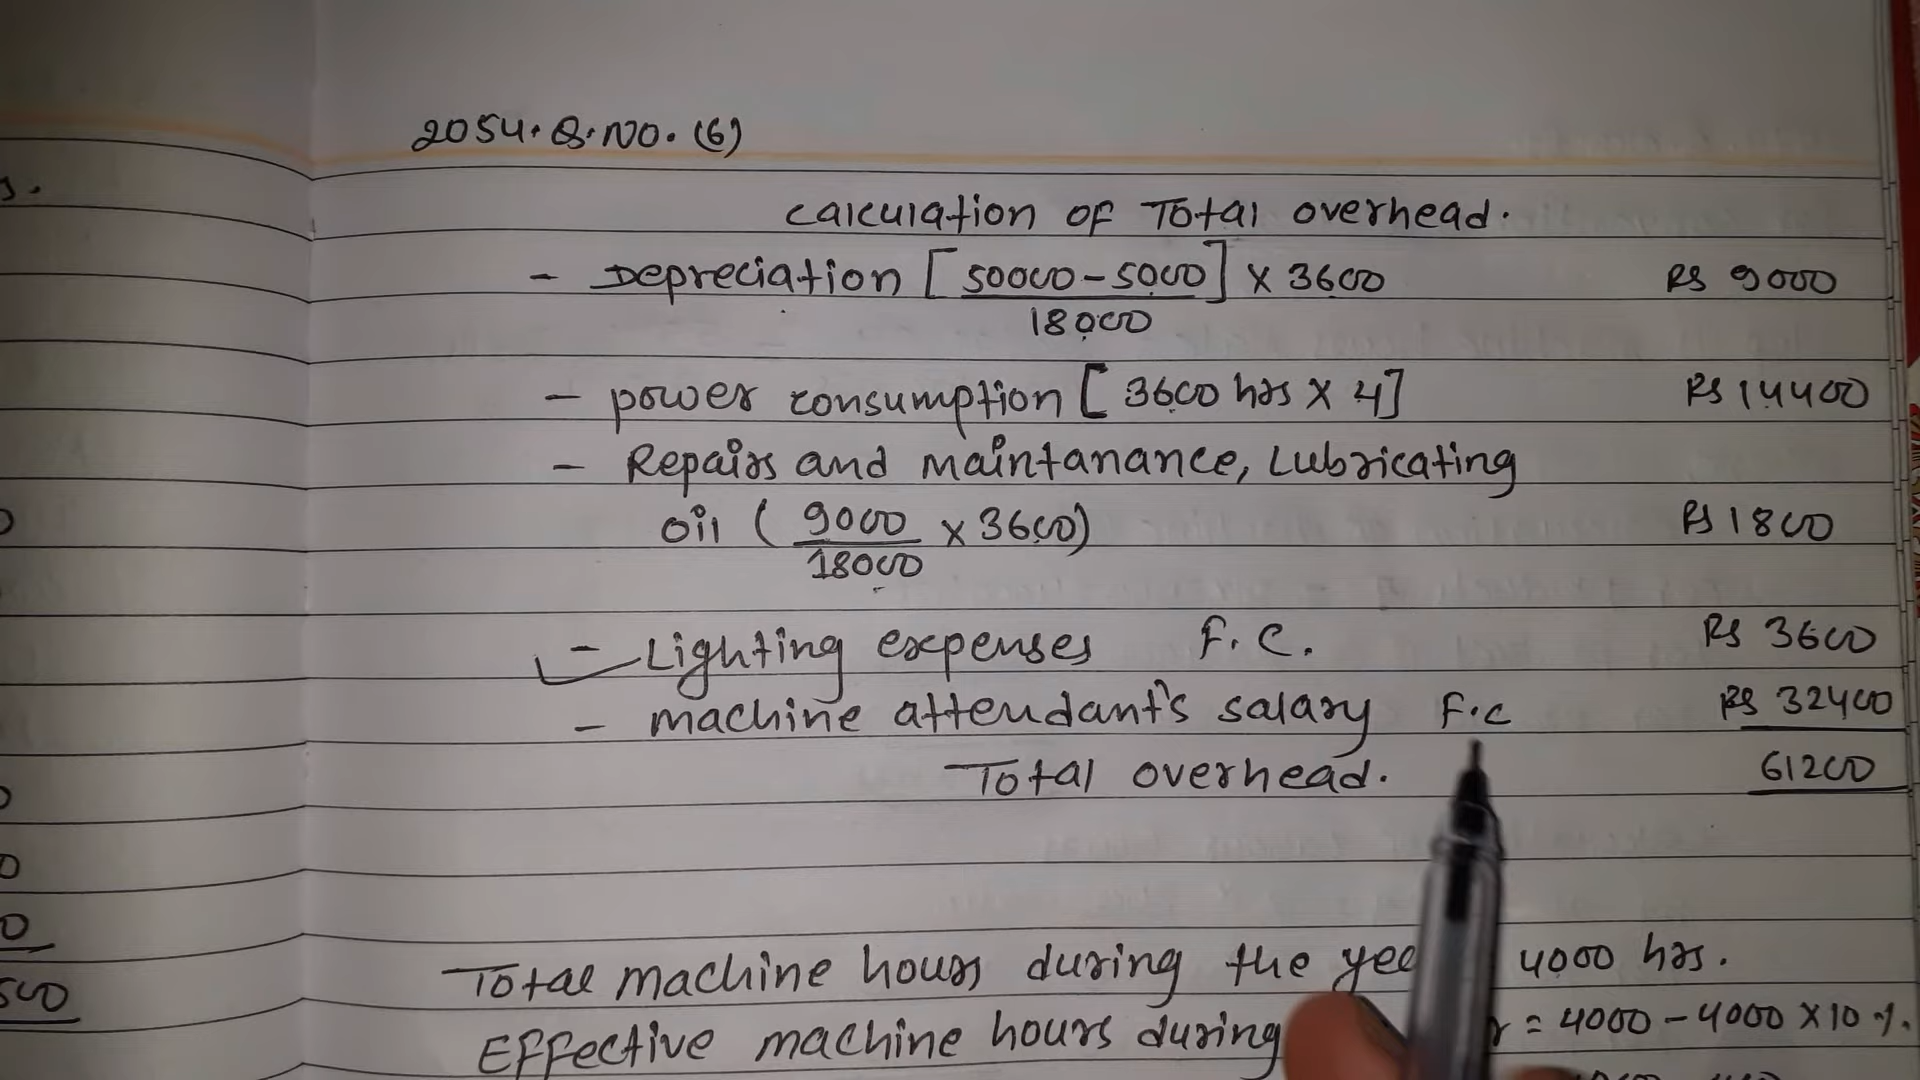 2054. Q. NO. (6)
Calculation of Total overhead.
- Depreciation [50000 - 5000 / 18000] × 3600 Rs 9000
- power consumption [3600 hrs × 4] Rs 14400
- Repairs and maintanance, Lubricating
oil (9000 / 18000 × 3600) Rs 1800
- Lighting expenses F.C. Rs 3600
- machine attendant's salary F.C Rs 32400
Total overhead. 61200
Total machine hours during the 4000 hrs.
Effective machine hours during = 4000 - 4000 × 10 %.